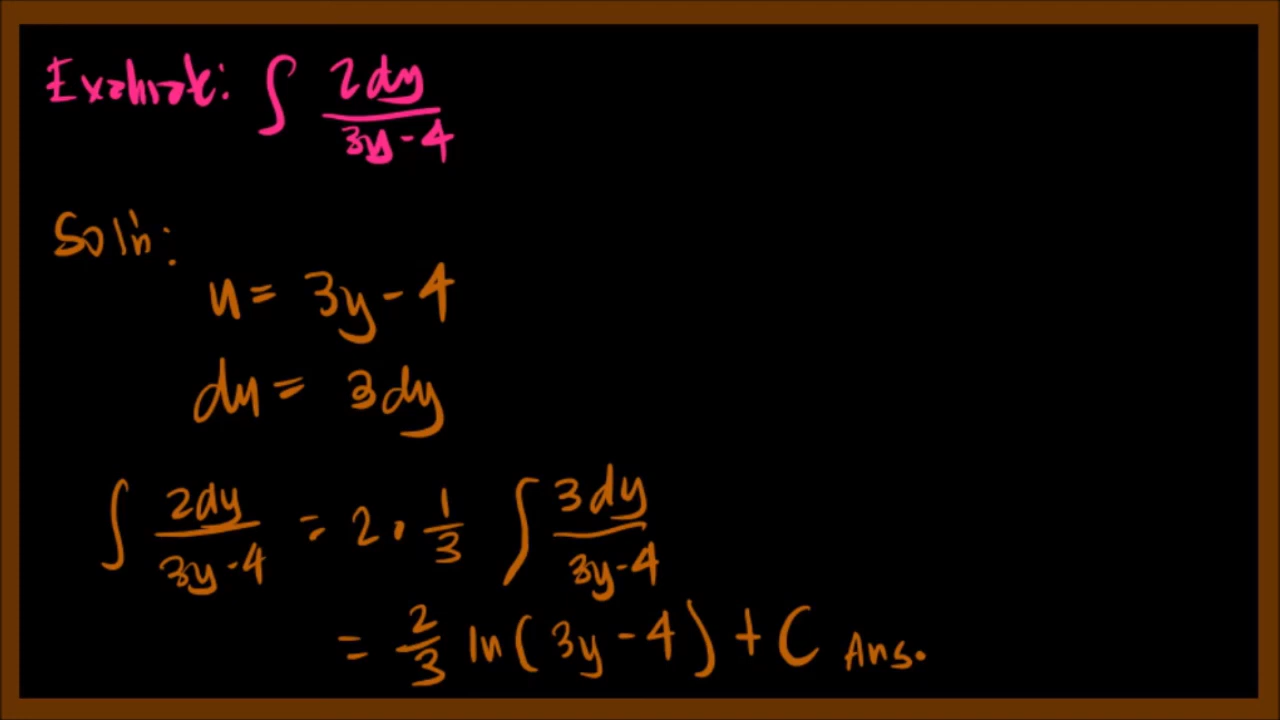 Evaluate: ∫ 2dy/(3y-4)
Sol'n:
u = 3y - 4
du = 3dy
∫ 2dy/(3y-4) = 2 · 1/3 ∫ 3dy/(3y-4)
= 2/3 ln(3y-4) + C Ans.